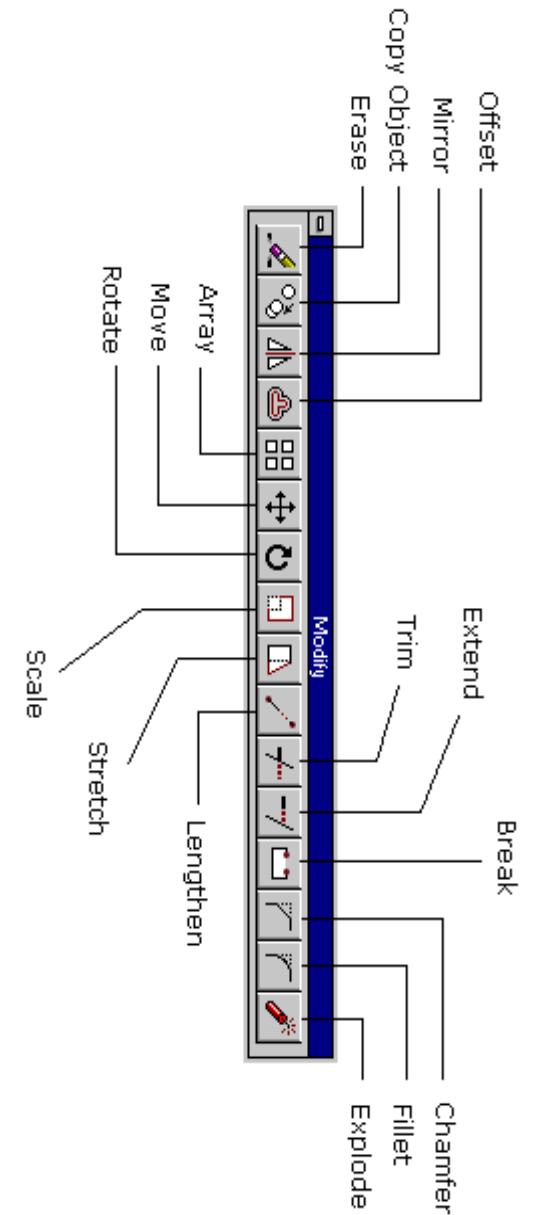 Offset
Mirror
Copy Object
Erase
Modify
Array
Move
Rotate
Scale
Stretch
Lengthen
Trim
Extend
Break
Chamfer
Fillet
Explode